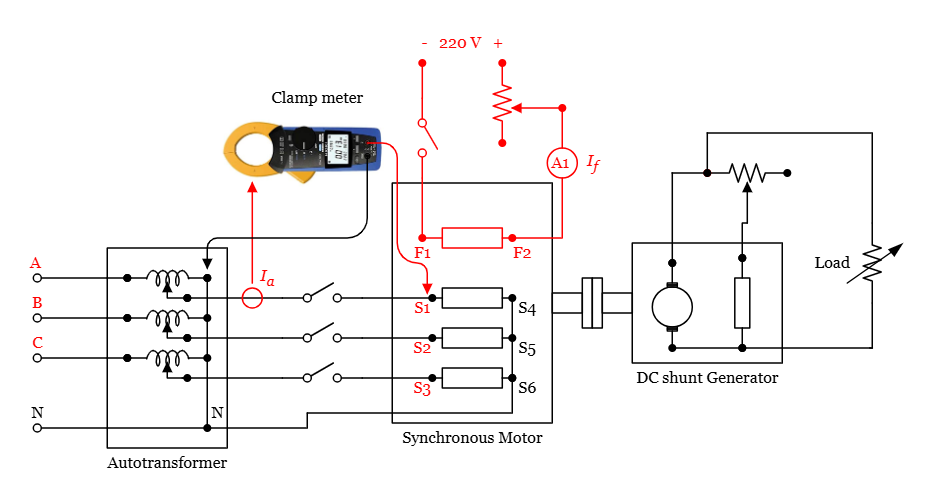 - 220 V +
Clamp meter
A1
I_f
F1
F2
A
I_a
Load
B
S1
S4
C
S2
S5
DC shunt Generator
S3
S6
N
N
Synchronous Motor
Autotransformer